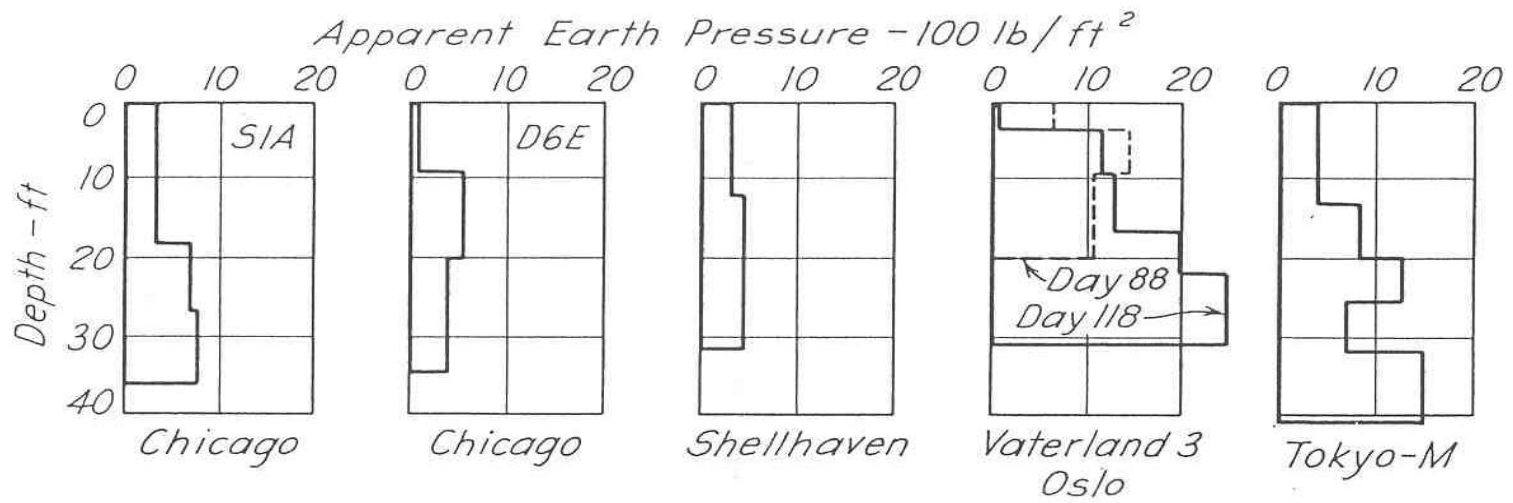 Apparent Earth Pressure - 100 lb/ft²
0 10 20 0 10 20 0 10 20 0 10 20 0 10 20
0
S1A
D6E
10
Depth - ft
20
Day 88
Day 118
30
40
Chicago
Chicago
Shellhaven
Vaterland 3
Oslo
Tokyo-M